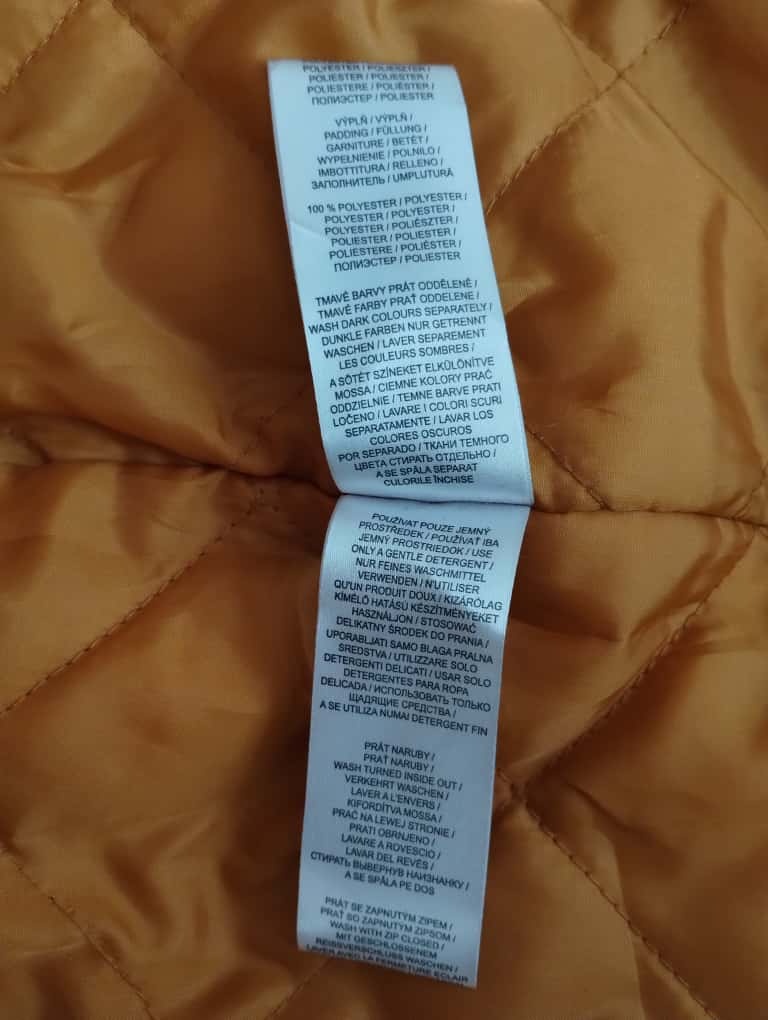 POLYESTER / POLIÉSZTER /
POLIESTER / POLIESTER /
POLIESTERE / POLIÉSTER /
ПОЛИЭСТЕР / POLIESTER
VÝPLŇ / VÝPLŇ /
PADDING / FÜLLUNG /
GARNITURE / BETÉT /
WYPEŁNIENIE / POLNILO /
IMBOTTITURA / RELLENO /
ЗАПОЛНИТЕЛЬ / UMPLUTURĂ
100 % POLYESTER / POLYESTER /
POLYESTER / POLYESTER /
POLYESTER / POLIÉSZTER /
POLIESTER / POLIESTER /
POLIESTERE / POLIÉSTER /
ПОЛИЭСТЕР / POLIESTER
TMAVÉ BARVY PRÁT ODDĚLENĚ /
TMAVÉ FARBY PRAŤ ODDELENE /
WASH DARK COLOURS SEPARATELY /
DUNKLE FARBEN NUR GETRENNT
WASCHEN / LAVER SEPAREMENT
LES COULEURS SOMBRES /
A SÖTÉT SZÍNEKET ELKÜLÖNÍTVE
MOSSA / CIEMNE KOLORY PRAĆ
ODDZIELNIE / TEMNE BARVE PRATI
LOČENO / LAVARE I COLORI SCURI
SEPARATAMENTE / LAVAR LOS
COLORES OSCUROS
POR SEPARADO / ТКАНИ ТЕМНОГО
ЦВЕТА СТИРАТЬ ОТДЕЛЬНО /
A SE SPĂLA SEPARAT
CULORILE ÎNCHISE
POUŽÍVAT POUZE JEMNÝ
PROSTŘEDEK / POUŽÍVAŤ IBA
JEMNÝ PROSTRIEDOK / USE
ONLY A GENTLE DETERGENT /
NUR FEINES WASCHMITTEL
VERWENDEN / N'UTILISER
QU'UN PRODUIT DOUX / KIZÁRÓLAG
KÍMÉLŐ HATÁSÚ KÉSZÍTMÉNYEKET
HASZNÁLJON / STOSOWAĆ
DELIKATNY ŚRODEK DO PRANIA /
UPORABLJATI SAMO BLAGA PRALNA
SREDSTVA / UTILIZZARE SOLO
DETERGENTI DELICATI / USAR SOLO
DETERGENTES PARA ROPA
DELICADA / ИСПОЛЬЗОВАТЬ ТОЛЬКО
ЩАДЯЩИЕ СРЕДСТВА /
A SE UTILIZA NUMAI DETERGENT FIN
PRÁT NARUBY /
PRAŤ NARUBY /
WASH TURNED INSIDE OUT /
VERKEHRT WASCHEN /
LAVER A L'ENVERS /
KIFORDÍTVA MOSSA /
PRAĆ NA LEWEJ STRONIE /
PRATI OBRNJENO /
LAVARE A ROVESCIO /
LAVAR DEL REVÉS /
СТИРАТЬ ВЫВЕРНУВ НАИЗНАНКУ /
A SE SPĂLA PE DOS
PRÁT SE ZAPNUTÝM ZIPEM /
PRAŤ SO ZAPNUTÝM ZIPSOM /
WASH WITH ZIP CLOSED /
MIT GESCHLOSSENEM
REISSVERSCHLUSS WASCHEN /
LAVER AVEC LA FERMETURE ECLAIR